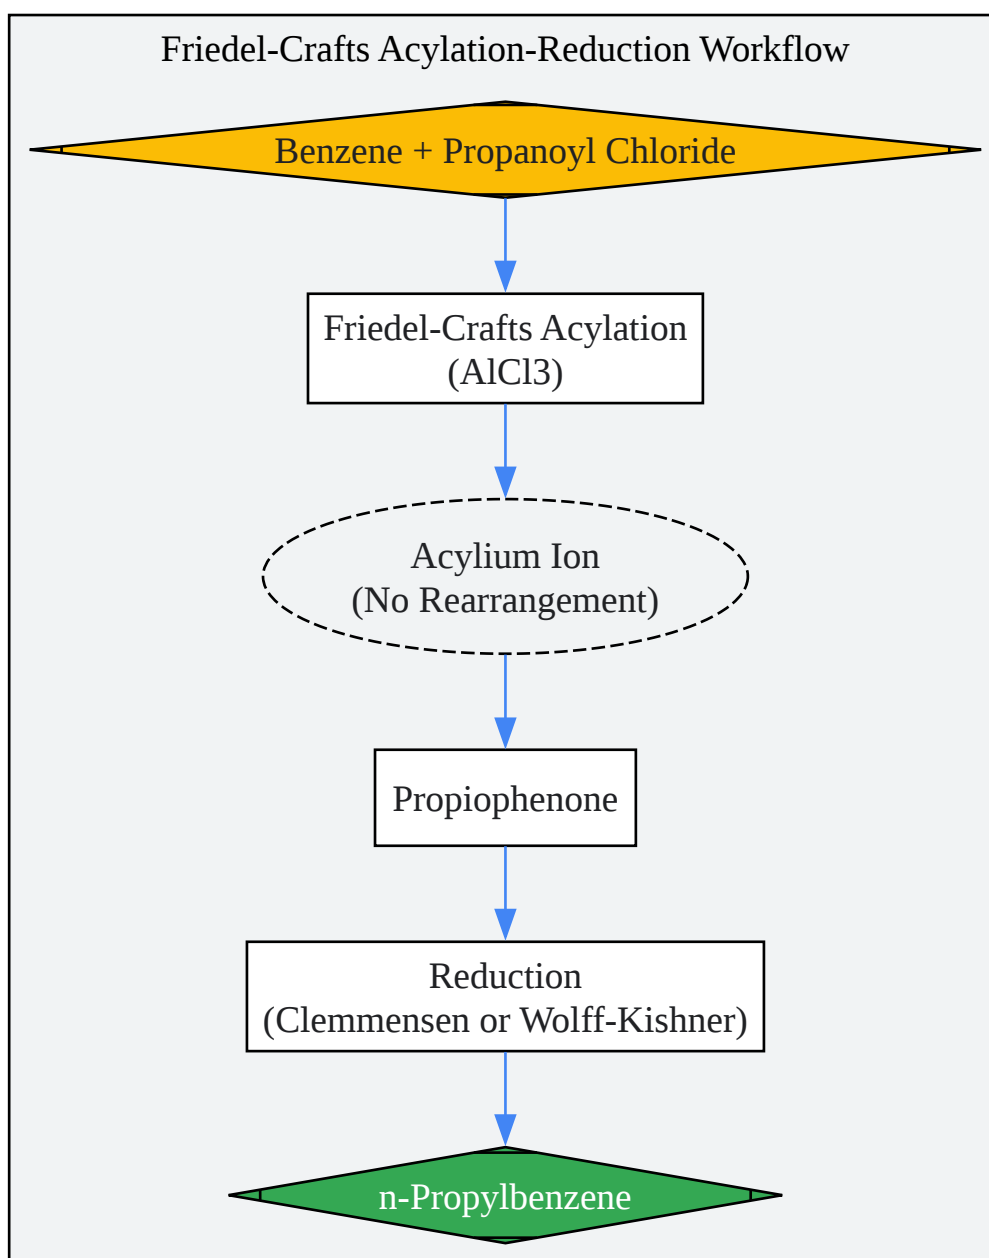 Friedel-Crafts Acylation-Reduction Workflow
Benzene + Propanoyl Chloride
Friedel-Crafts Acylation
(AlCl3)
Acylium Ion
(No Rearrangement)
Propiophenone
Reduction
(Clemmensen or Wolff-Kishner)
n-Propylbenzene